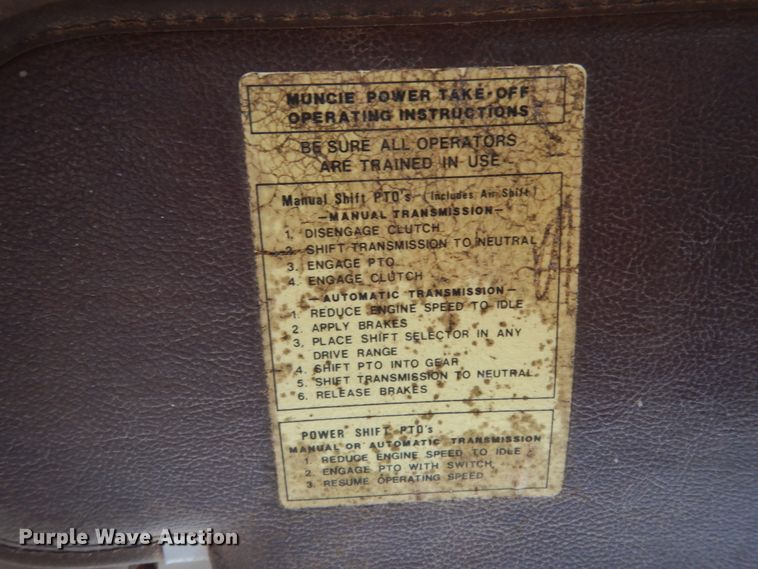 MUNCIE POWER TAKE-OFF
OPERATING INSTRUCTIONS
BE SURE ALL OPERATORS
ARE TRAINED IN USE
Manual Shift PTO's (Includes Air Shift)
—MANUAL TRANSMISSION—
1. DISENGAGE CLUTCH
2. SHIFT TRANSMISSION TO NEUTRAL
3. ENGAGE PTO
4. ENGAGE CLUTCH
—AUTOMATIC TRANSMISSION—
1. REDUCE ENGINE SPEED TO IDLE
2. APPLY BRAKES
3. PLACE SHIFT SELECTOR IN ANY
DRIVE RANGE
4. SHIFT PTO INTO GEAR
5. SHIFT TRANSMISSION TO NEUTRAL
6. RELEASE BRAKES
POWER SHIFT PTO's
MANUAL OR AUTOMATIC TRANSMISSION
1. REDUCE ENGINE SPEED TO IDLE
2. ENGAGE PTO WITH SWITCH
3. RESUME OPERATING SPEED
Purple Wave Auction